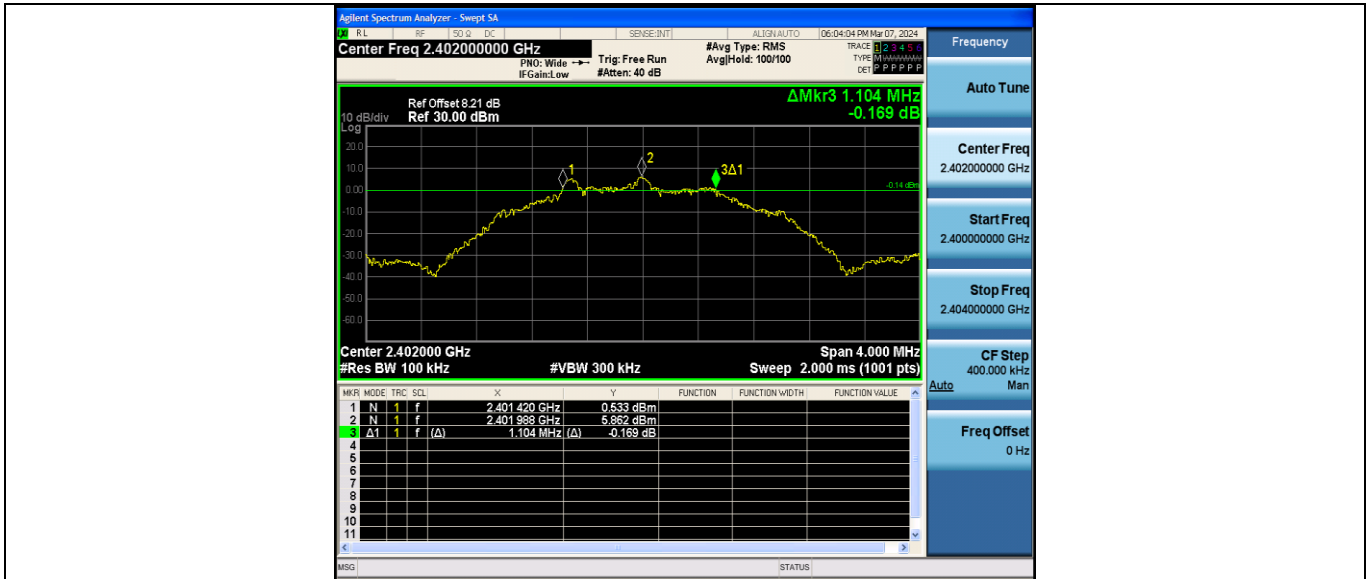 Agilent Spectrum Analyzer - Swept SA
LXI RL RF 50 Ω DC SENSE:INT ALIGN AUTO 06:04:04 PM Mar 07, 2024
Center Freq 2.402000000 GHz
PNO: Wide
IFGain:Low
Trig: Free Run
#Atten: 40 dB
#Avg Type: RMS
Avg|Hold: 100/100
TRACE 1 2 3 4 5 6
TYPE M WWWWW
DET P P P P P P
Ref Offset 8.21 dB
10 dB/div Ref 30.00 dBm
ΔMkr3 1.104 MHz
-0.169 dB
Log
20.0
10.0
0.00
-10.0
-20.0
-30.0
-40.0
-50.0
-60.0
1
2
3Δ1
-0.14 dBm
Center 2.402000 GHz Span 4.000 MHz
#Res BW 100 kHz #VBW 300 kHz Sweep 2.000 ms (1001 pts)
MKR MODE TRC SCL X Y FUNCTION FUNCTION WIDTH FUNCTION VALUE
1 N 1 f 2.401 420 GHz 0.533 dBm
2 N 1 f 2.401 988 GHz 5.862 dBm
3 Δ1 1 f (Δ) 1.104 MHz (Δ) -0.169 dB
4
5
6
7
8
9
10
11
MSG STATUS
Frequency
Auto Tune
Center Freq
2.402000000 GHz
Start Freq
2.400000000 GHz
Stop Freq
2.404000000 GHz
CF Step
400.000 kHz
Auto Man
Freq Offset
0 Hz